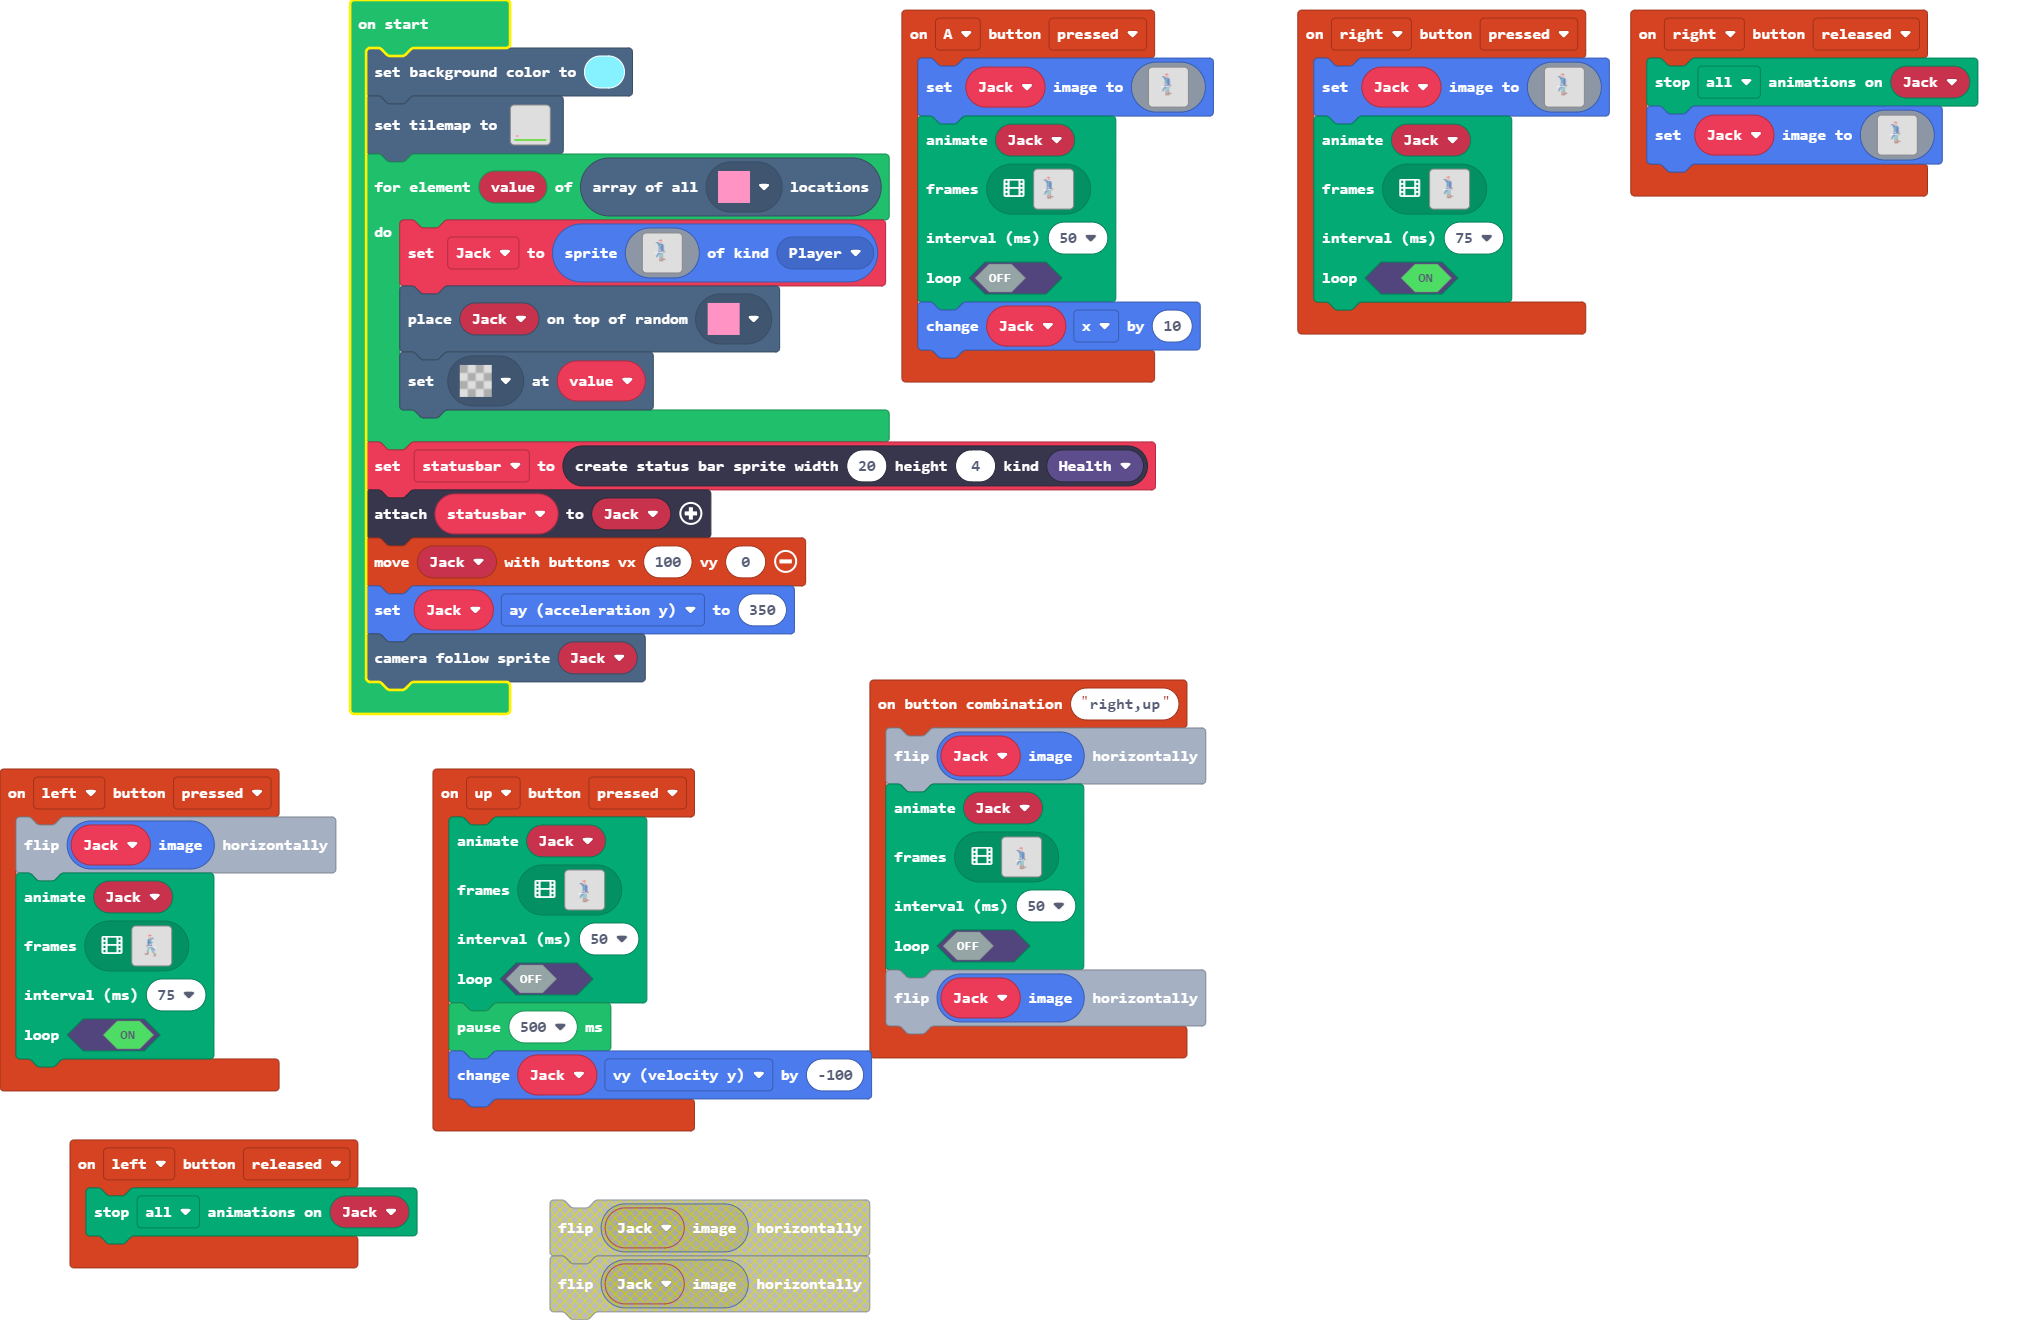 on start
set background color to
set tilemap to
for element value of array of all locations
do
set Jack to sprite of kind Player
place Jack on top of random
set at value
set statusbar to create status bar sprite width 20 height 4 kind Health
attach statusbar to Jack
move Jack with buttons vx 100 vy 0
set Jack ay (acceleration y) to 350
camera follow sprite Jack
on A button pressed
set Jack image to
animate Jack
frames
interval (ms) 50
loop OFF
change Jack x by 10
on right button pressed
set Jack image to
animate Jack
frames
interval (ms) 75
loop ON
on right button released
stop all animations on Jack
set Jack image to
on left button pressed
flip Jack image horizontally
animate Jack
frames
interval (ms) 75
loop ON
on up button pressed
animate Jack
frames
interval (ms) 50
loop OFF
pause 500 ms
change Jack vy (velocity y) by -100
on button combination "right,up"
flip Jack image horizontally
animate Jack
frames
interval (ms) 50
loop OFF
flip Jack image horizontally
on left button released
stop all animations on Jack
flip Jack image horizontally
flip Jack image horizontally